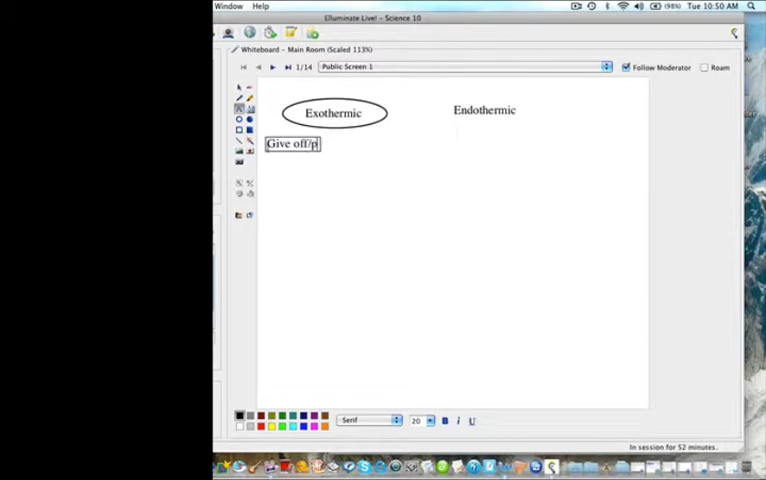 Window Help
(98%) Tue 10:50 AM
Elluminate Live! - Science 10
Whiteboard - Main Room (Scaled 113%)
1/14 Public Screen 1 Follow Moderator Roam
Exothermic Endothermic
Give off/p
Serif 20 B i U
In session for 52 minutes.